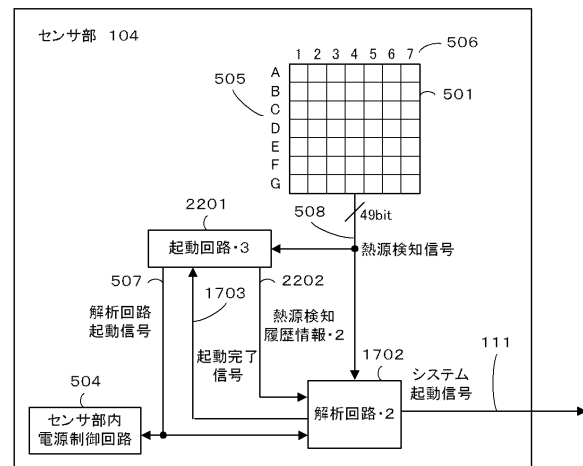 センサ部 104
1 2 3 4 5 6 7
506
A
B
C
D
E
F
G
505
501
49bit
508
熱源検知信号
2201
起動回路・3
507
2202
1703
解析回路
起動信号
熱源検知
履歴情報・2
起動完了
信号
1702
解析回路・2
システム
起動信号
111
504
センサ部内
電源制御回路